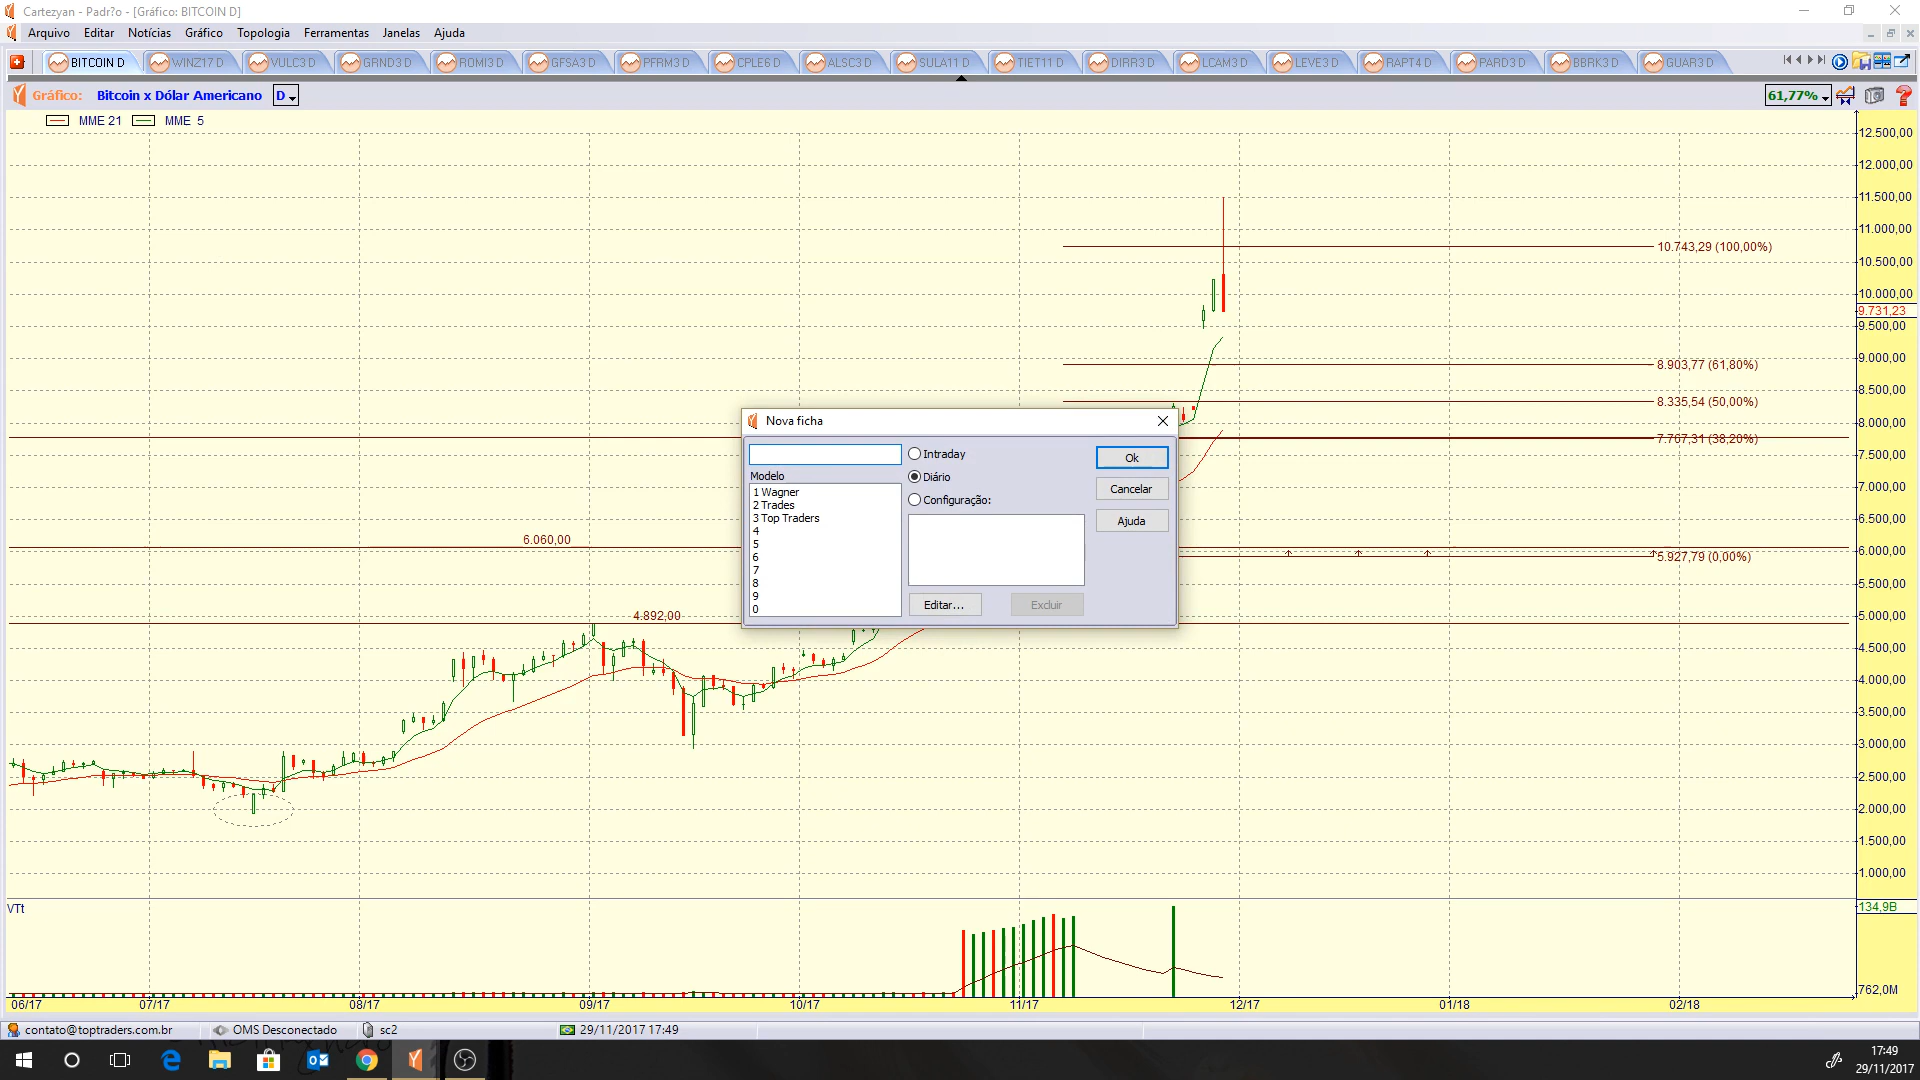 Cartezyan - Padr?o - [Gráfico: BITCOIN D]
Arquivo Editar Notícias Gráfico Topologia Ferramentas Janelas Ajuda
BITCOIN D WINZ17 D VULC3 D GRND3 D ROMI3 D GFSA3 D PFRM3 D CPLE6 D ALSC3 D SULA11 D TIET11 D DIRR3 D LCAM3 D LEVE3 D RAPT4 D PARD3 D BBRK3 D GUAR3 D
Gráfico: Bitcoin x Dólar Americano D 61,77%
MME 21 MME 5
12.500,00
12.000,00
11.500,00
11.000,00
10.743,29 (100,00%)
10.500,00
10.000,00
9.731,23
9.500,00
9.000,00
8.903,77 (61,80%)
8.500,00
8.335,54 (50,00%)
8.000,00
7.767,31 (38,20%)
7.500,00
7.000,00
6.500,00
6.060,00
6.000,00
5.927,79 (0,00%)
5.500,00
5.000,00
4.892,00
4.500,00
4.000,00
3.500,00
3.000,00
2.500,00
2.000,00
1.500,00
1.000,00
Nova ficha
Intraday
Ok
Modelo
Diário
Cancelar
1 Wagner
Configuração:
2 Trades
3 Top Traders
Ajuda
4
5
6
7
8
9
0
Editar...
Excluir
VTt
134,9B
762,0M
06/17 07/17 08/17 09/17 10/17 11/17 12/17 01/18 02/18
contato@toptraders.com.br OMS Desconectado sc2 29/11/2017 17:49
17:49
29/11/2017